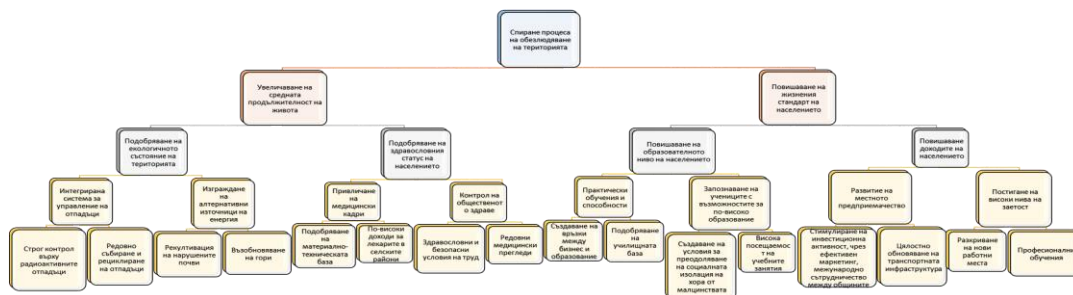 Спиране процеса
на обезлюдяване
на територията
Увеличаване на
средната
продължителност на
живота
Повишаване на
жизнения
стандарт на
населението
Подобряване на
екологичното
състояние на
територията
Подобряване на
здравословния
статус на
населението
Повишаване на
образователното
ниво на населението
Повишаване
доходите на
населението
Интегрирана
система за
управление на
отпадъци
Изграждане
на
алтернативни
източници на
енергия
Привличане на
медицински
кадри
Контрол на
общественото
здраве
Практически
обучения и
способности
Запознаване на
учениците с
възможностите за
по-високо
образование
Развитие на
местното
предприемачество
Постигане на
високи нива на
заетост
Строг контрол
върху
радиоактивните
отпадъци
Редовно
събиране и
рециклиране
на отпадъци
Рекултивация
на нарушените
почви
Възобновяване
на гори
Подобряване на
материално-
техническата
база
По-високи
доходи за
лекарите в
селските
райони
Здравословни и
безопасни
условия на труд
Редовни
медицински
прегледи
Създаване на
връзки
между
бизнес и
образование
Подобряване
на
училищната
база
Създаване на
условия за
преодоляване на
социалната
изолация на
хора от
малцинствата
Висока
посещаемос
т на
учебните
занятия
Стимулиране на
инвестиционна
активност, чрез
ефективен
маркетинг,
межународно
сътрудничество
между общините
Цялостно
обновяване на
транспортната
инфраструктура
Разкриване на
нови работни
места
Професионални
обучения